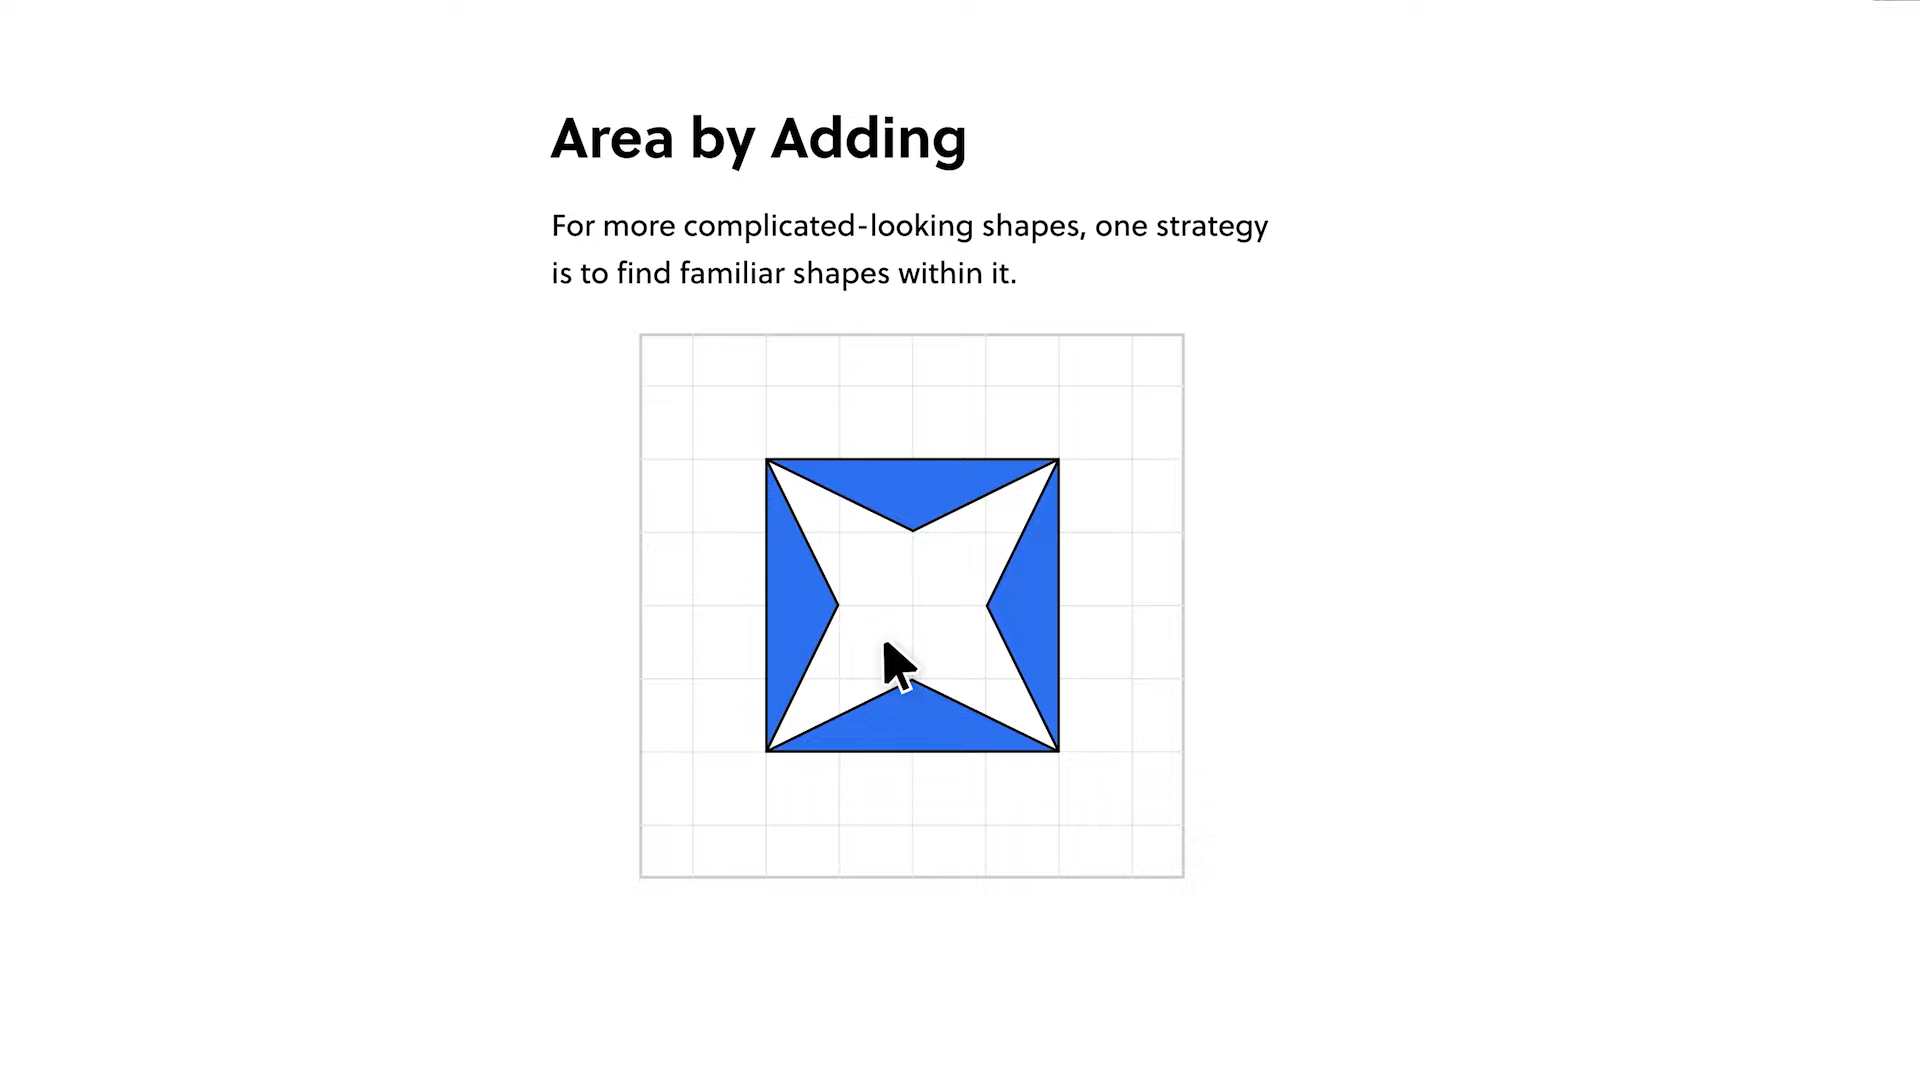 Area by Adding
For more complicated-looking shapes, one strategy
is to find familiar shapes within it.